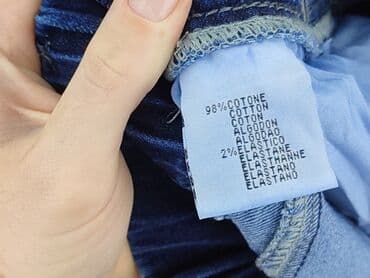 98%COTONE
COTTON
COTON
ALGODON
ALGODAO
2%ELASTICO
ELASTANE
ELASTHANNE
ELASTANO
ELASTANO